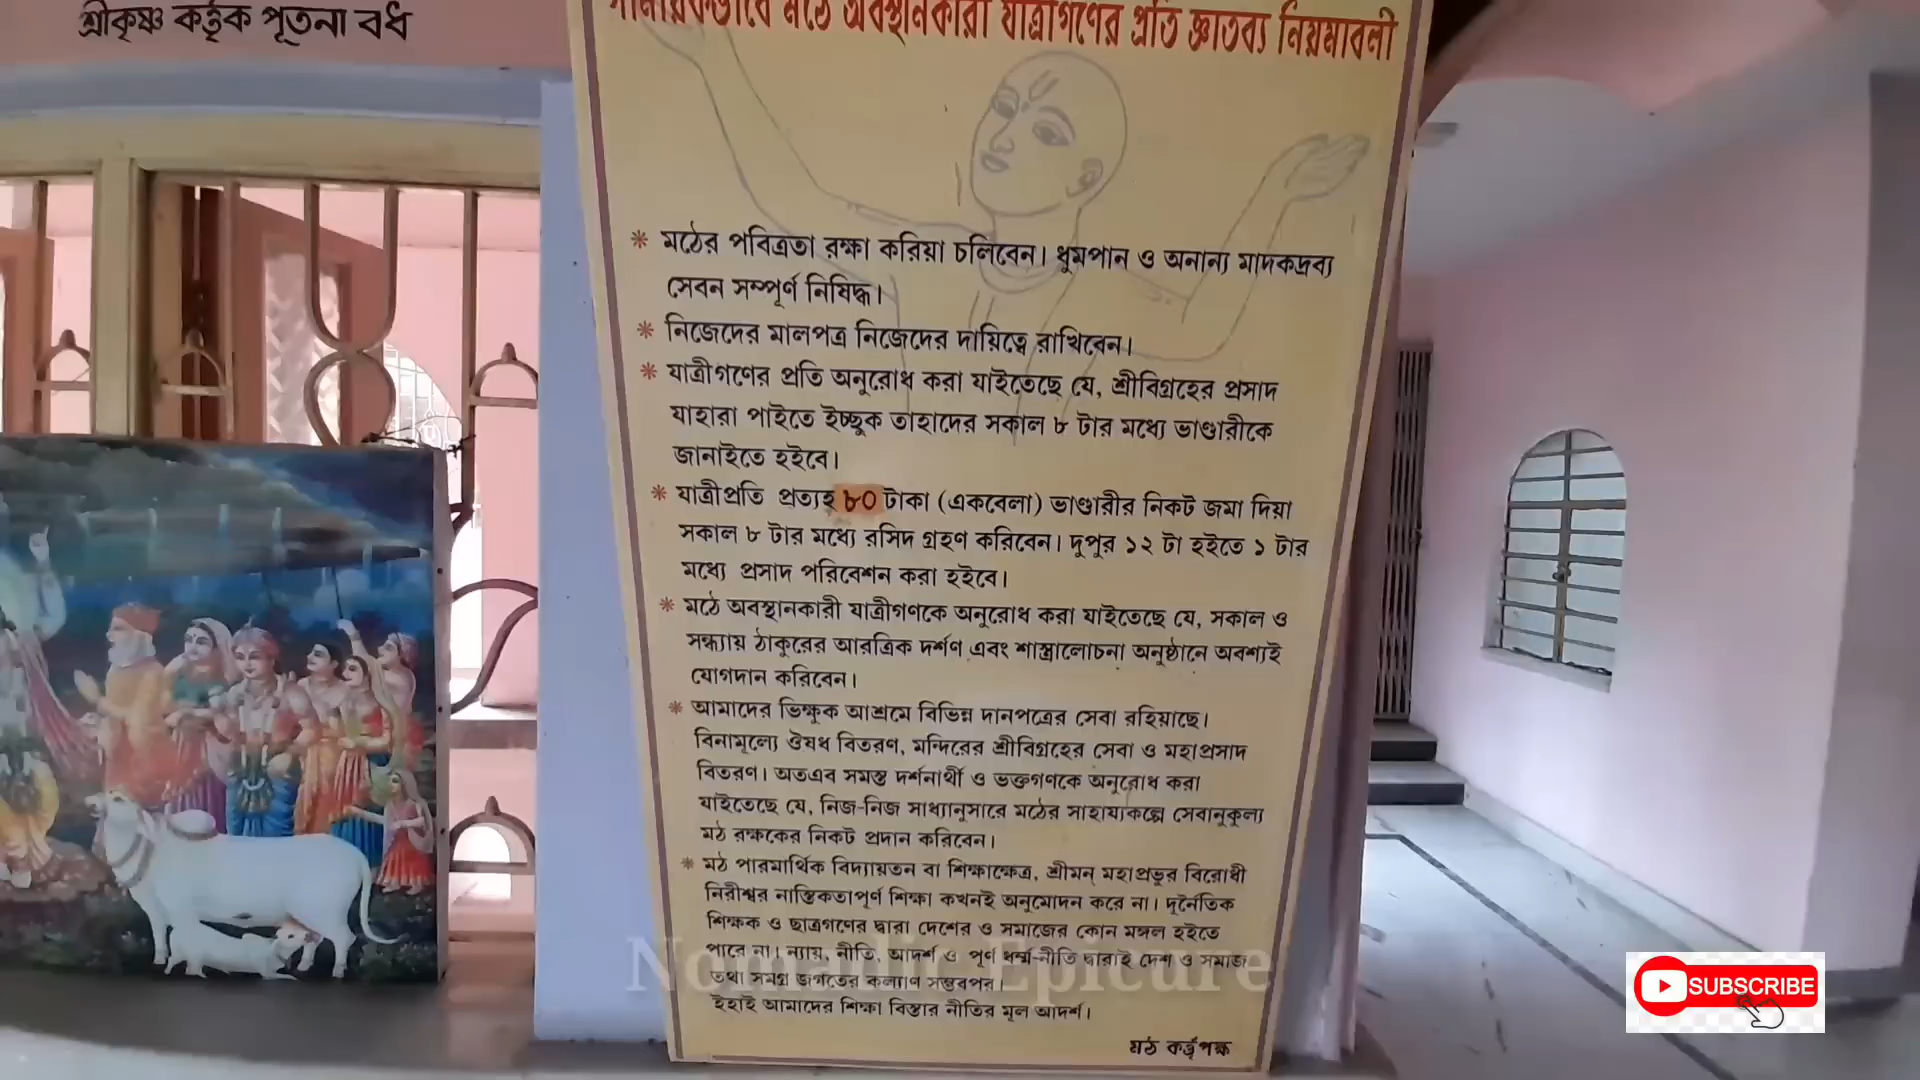 শ্রীকৃষ্ণ কর্তৃক পূতনা বধ
মঠে অবস্থানকারী যাত্রীগণের প্রতি জ্ঞাতব্য নিয়মাবলী
* মঠের পবিত্রতা রক্ষা করিয়া চলিবেন। ধুমপান ও অনান্য মাদকদ্রব্য
সেবন সম্পূর্ণ নিষিদ্ধ।
* নিজেদের মালপত্র নিজেদের দায়িত্বে রাখিবেন।
* যাত্রীগণের প্রতি অনুরোধ করা যাইতেছে যে, শ্রীবিগ্রহের প্রসাদ
যাহারা পাইতে ইচ্ছুক তাহাদের সকাল ৮ টার মধ্যে ভাণ্ডারীকে
জানাইতে হইবে।
* যাত্রীপ্রতি প্রত্যহ ৮০ টাকা (একবেলা) ভাণ্ডারীর নিকট জমা দিয়া
সকাল ৮ টার মধ্যে রসিদ গ্রহণ করিবেন। দুপুর ১২ টা হইতে ১ টার
মধ্যে প্রসাদ পরিবেশন করা হইবে।
* মঠে অবস্থানকারী যাত্রীগণকে অনুরোধ করা যাইতেছে যে, সকাল ও
সন্ধ্যায় ঠাকুরের আরত্রিক দর্শণ এবং শাস্ত্রালোচনা অনুষ্ঠানে অবশ্যই
যোগদান করিবেন।
* আমাদের ভিক্ষুক আশ্রমে বিভিন্ন দানপত্রের সেবা রহিয়াছে।
বিনামূল্যে ঔষধ বিতরণ, মন্দিরের শ্রীবিগ্রহের সেবা ও মহাপ্রসাদ
বিতরণ। অতএব সমস্ত দর্শনার্থী ও ভক্তগণকে অনুরোধ করা
যাইতেছে যে, নিজ-নিজ সাধ্যানুসারে মঠের সাহায্যকল্পে সেবানুকুল্য
মঠ রক্ষকের নিকট প্রদান করিবেন।
* মঠ পারমার্থিক বিদ্যায়তন বা শিক্ষাক্ষেত্র, শ্রীমন্ মহাপ্রভুর বিরোধী
নিরীশ্বর নাস্তিকতাপূর্ণ শিক্ষা কখনই অনুমোদন করে না। দুর্নৈতিক
শিক্ষক ও ছাত্রগণের দ্বারা দেশের ও সমাজের কোন মঙ্গল হইতে
পারে না। ন্যায়, নীতি, আদর্শ ও পূর্ণ ধর্ম্ম-নীতি দ্বারাই দেশ ও সমাজ
তথা সমগ্র জগতের কল্যাণ সম্ভবপর।
ইহাই আমাদের শিক্ষা বিস্তার নীতির মূল আদর্শ।
মঠ কর্ত্তৃপক্ষ
Nomadic Epicure
SUBSCRIBE